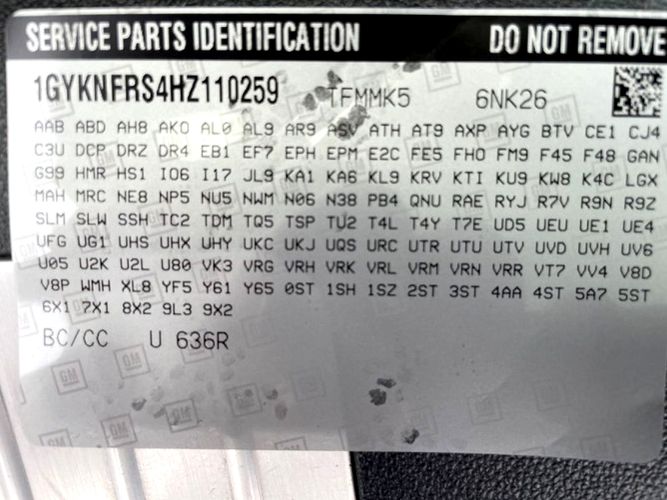 SERVICE PARTS IDENTIFICATION DO NOT REMOVE
1GYKNFRS4HZ110259 TFMMK5 6NK26
AAB ABD AH8 AKO AL0 AL9 AR9 ASV ATH AT9 AXP AYG BTV CE1 CJ4
C3U DCP DRZ DR4 EB1 EF7 EPH EPM E2C FE5 FHO FM9 F45 F48 GAN
G99 HMR HS1 IO6 I17 JL9 KA1 KA6 KL9 KRV KTI KU9 KW8 K4C LGX
MAH MRC NE8 NP5 NU5 NWM N06 N38 PB4 QNU RAE RYJ R7V R9N R9Z
SLM SLW SSH TC2 TDM TQ5 TSP TU2 T4L T4Y T7E UD5 UEU UE1 UE4
UFG UG1 UHS UHX UHY UKC UKJ UQS URC UTR UTU UTV UVD UVH UV6
U05 U2K U2L U80 VK3 VRG VRH VRK VRL VRM VRN VRR VT7 VV4 V8D
V8P WMH XL8 YF5 Y61 Y65 0ST 1SH 1SZ 2ST 3ST 4AA 4ST 5A7 5ST
6X1 7X1 8X2 9L3 9X2
BC/CC U 636R
GM